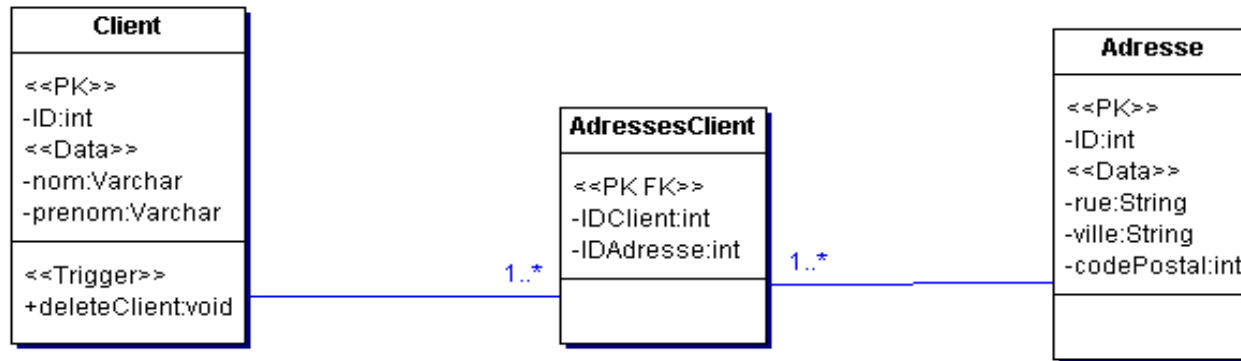 Client
<<PK>>
-ID:int
<<Data>>
-nom:Varchar
-prenom:Varchar
<<Trigger>>
+deleteClient:void
1..*
AdressesClient
<<PK FK>>
-IDClient:int
-IDAdresse:int
1..*
Adresse
<<PK>>
-ID:int
<<Data>>
-rue:String
-ville:String
-codePostal:int